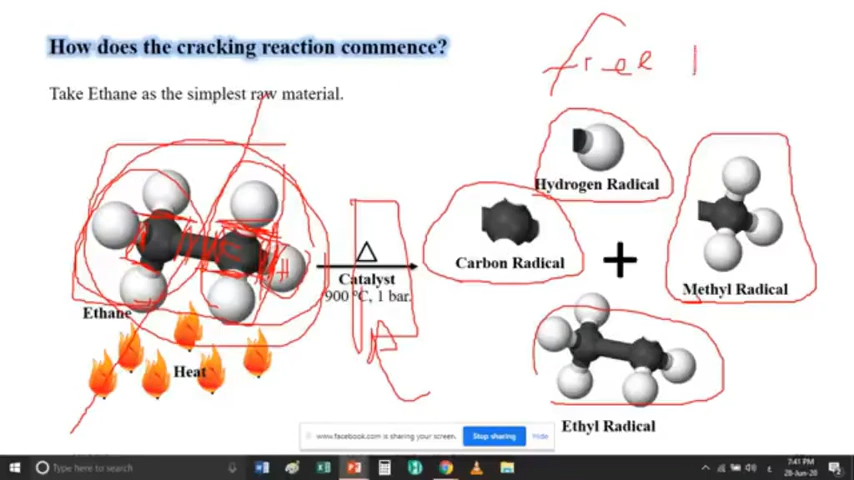 How does the cracking reaction commence?
free
Take Ethane as the simplest raw material.
Hydrogen Radical
Carbon Radical
Methyl Radical
Catalyst
900 °C, 1 bar.
Ethane
Heat
Ethyl Radical
www.facebook.com is sharing your screen.
Stop sharing
Hide
Type here to search
7:41 PM
28-Jun-20